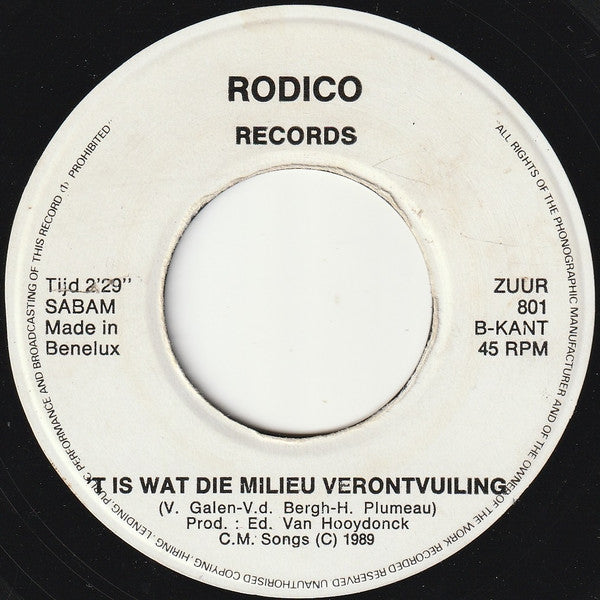 RODICO
RECORDS
Tijd 2'29"
SABAM
Made in
Benelux
ZUUR
801
B-KANT
45 RPM
'T IS WAT DIE MILIEU VERONTVUILING
(V. Galen-V.d. Bergh-H. Plumeau)
Prod. : Ed. Van Hooydonck
C.M. Songs (C) 1989
"ALL RIGHTS OF THE PHONOGRAPHIC MANUFACTURER AND OF THE OWNER OF THE WORK RECORDED RESERVED UNAUTHORISED COPYING.HIRING.LENDING.PUBLIC PERFORMANCE AND BROADCASTING OF THIS RECORD (1) PROHIBITED"